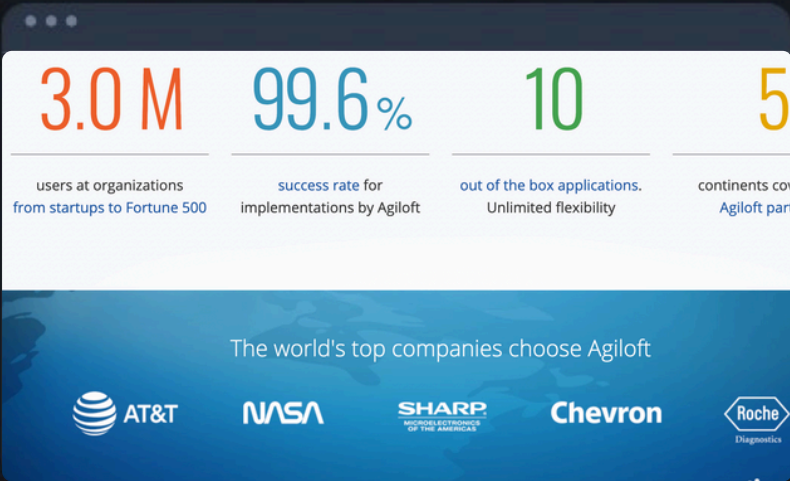 3.0 M
99.6 %
10
5
users at organizations
from startups to Fortune 500
success rate for
implementations by Agiloft
out of the box applications.
Unlimited flexibility
continents
Agiloft
The world's top companies choose Agiloft
AT&T
NASA
SHARP
MICROELECTRONICS
OF THE AMERICAS
Chevron
Roche
Diagnostics